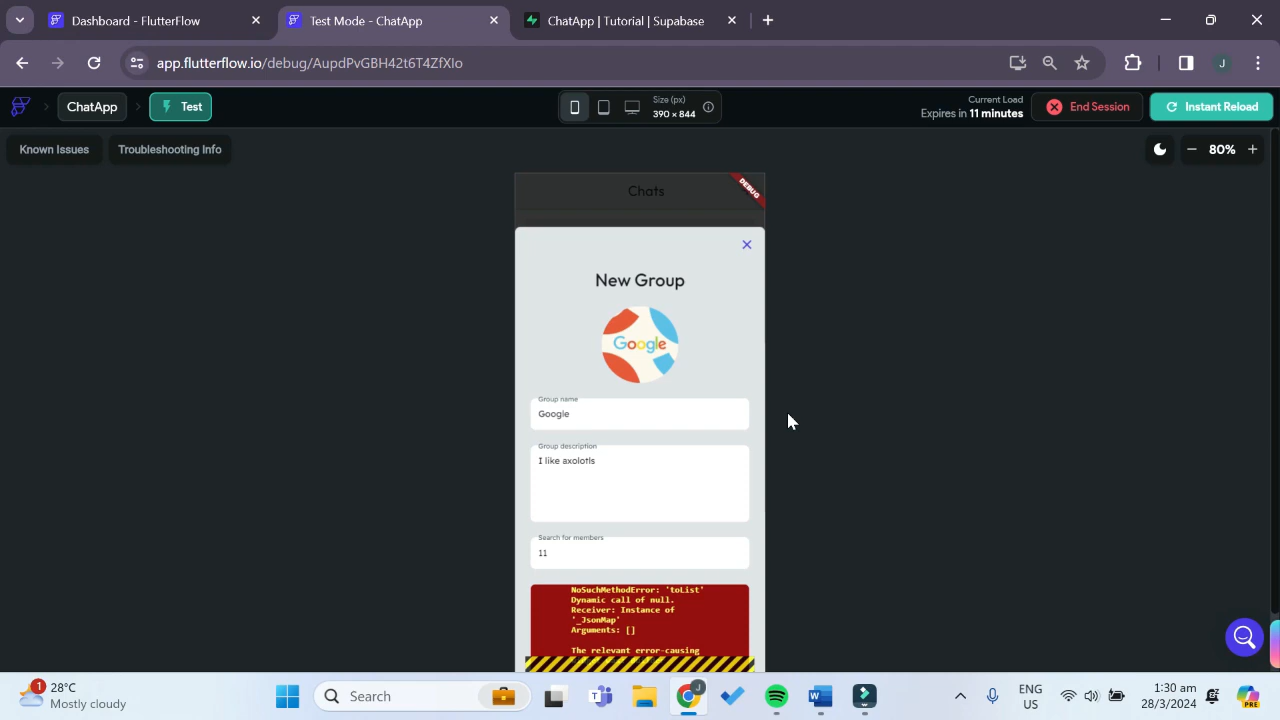 Dashboard - FlutterFlow
Test Mode - ChatApp
ChatApp | Tutorial | Supabase
app.flutterflow.io/debug/AupdPvGBH42t6T4ZfXIo
J
ChatApp
Test
Size (px)
390 × 844
Current Load
Expires in 11 minutes
End Session
Instant Reload
Known Issues
Troubleshooting Info
80%
Chats
DEBUG
New Group
Google
Group name
Google
Group description
I like axolotls
Search for members
11
NoSuchMethodError: 'toList'
Dynamic call of null.
Receiver: Instance of
'_JsonMap'
Arguments: []
The relevant error-causing
1
28°C
Mostly cloudy
Search
J
ENG
US
1:30 am
28/3/2024
PRE